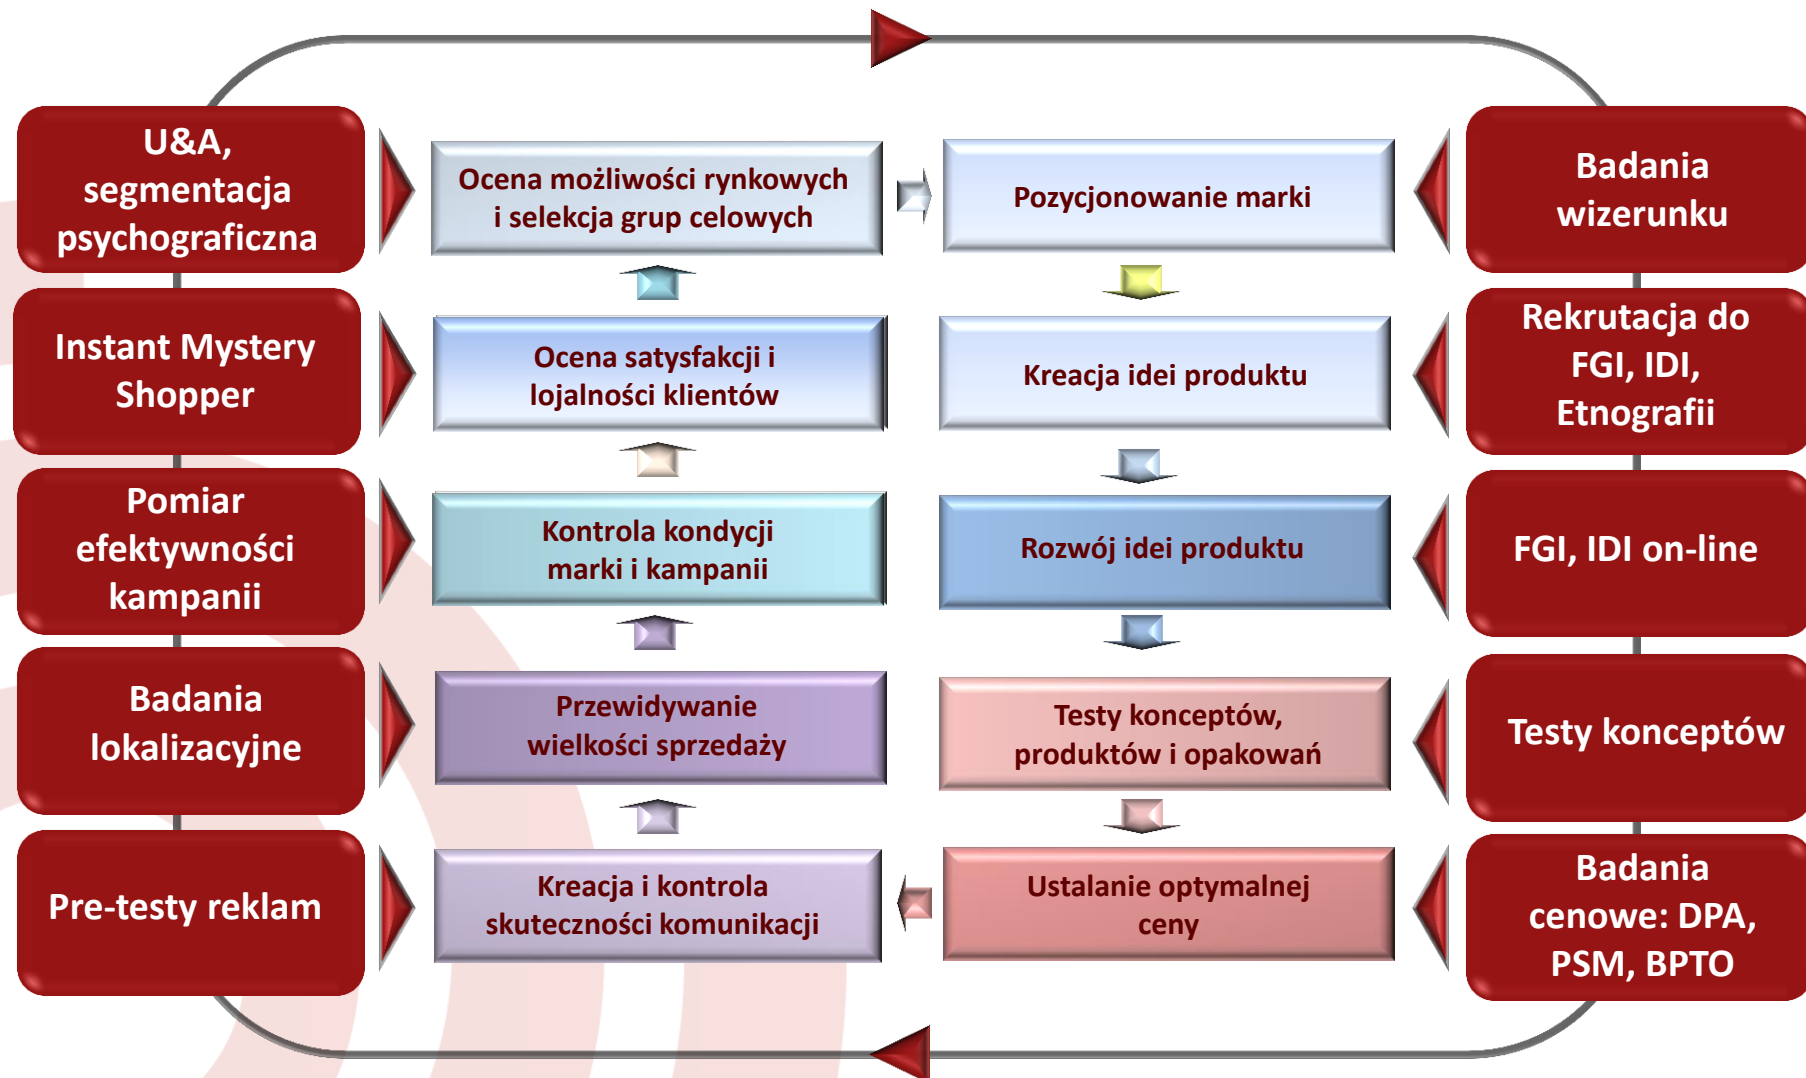 U&A,
segmentacja
psychograficzna
Ocena możliwości rynkowych
i selekcja grup celowych
Pozycjonowanie marki
Badania
wizerunku
Instant Mystery
Shopper
Ocena satysfakcji i
lojalności klientów
Kreacja idei produktu
Rekrutacja do
FGI, IDI,
Etnografii
Pomiar
efektywności
kampanii
Kontrola kondycji
marki i kampanii
Rozwój idei produktu
FGI, IDI on-line
Badania
lokalizacyjne
Przewidywanie
wielkości sprzedaży
Testy konceptów,
produktów i opakowań
Testy konceptów
Pre-testy reklam
Kreacja i kontrola
skuteczności komunikacji
Ustalanie optymalnej
ceny
Badania
cenowe: DPA,
PSM, BPTO